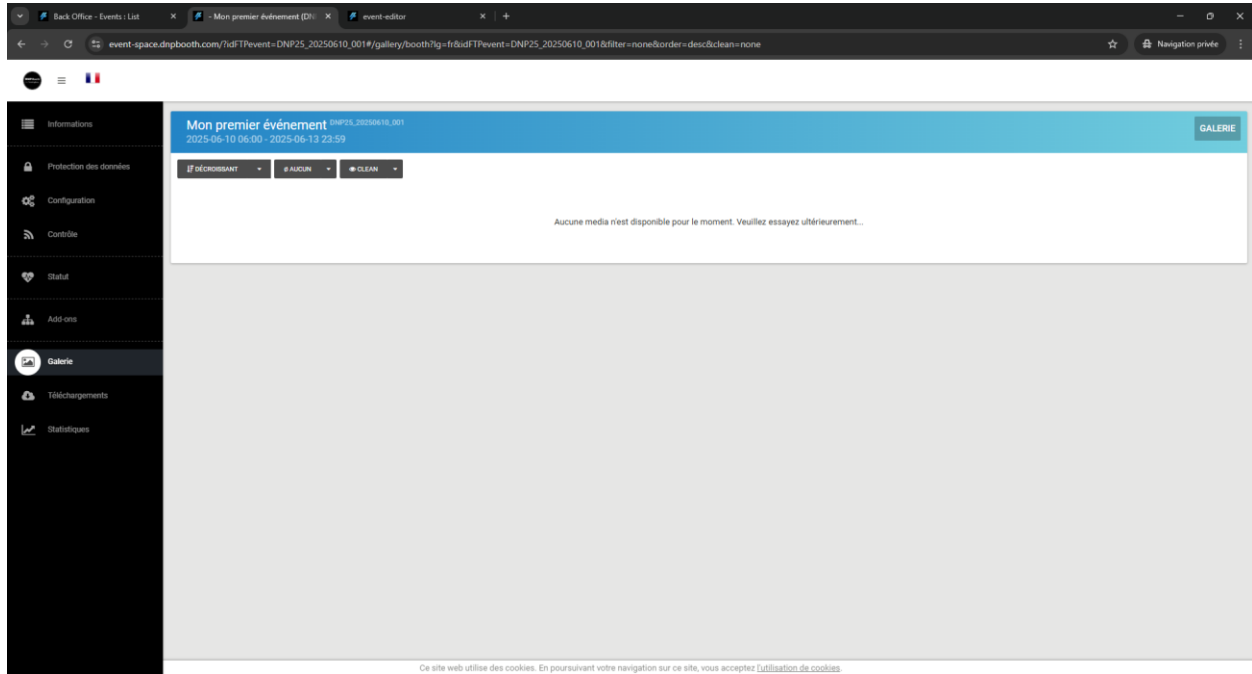 Back Office - Events : List
- Mon premier événement (DN
event-editor
event-space.dnpbooth.com/?idFTPevent=DNP25_20250610_001#/gallery/booth?lg=fr&idFTPevent=DNP25_20250610_001&filter=none&order=desc&clean=none
Navigation privée
Informations
Mon premier événement DNP25_20250610_001
2025-06-10 06:00 - 2025-06-13 23:59
GALERIE
Protection des données
DÉCROISSANT
# AUCUN
CLEAN
Configuration
Aucune media n'est disponible pour le moment. Veuillez essayez ultérieurement...
Contrôle
Statut
Add-ons
Galerie
Téléchargements
Statistiques
Ce site web utilise des cookies. En poursuivant votre navigation sur ce site, vous acceptez l'utilisation de cookies.